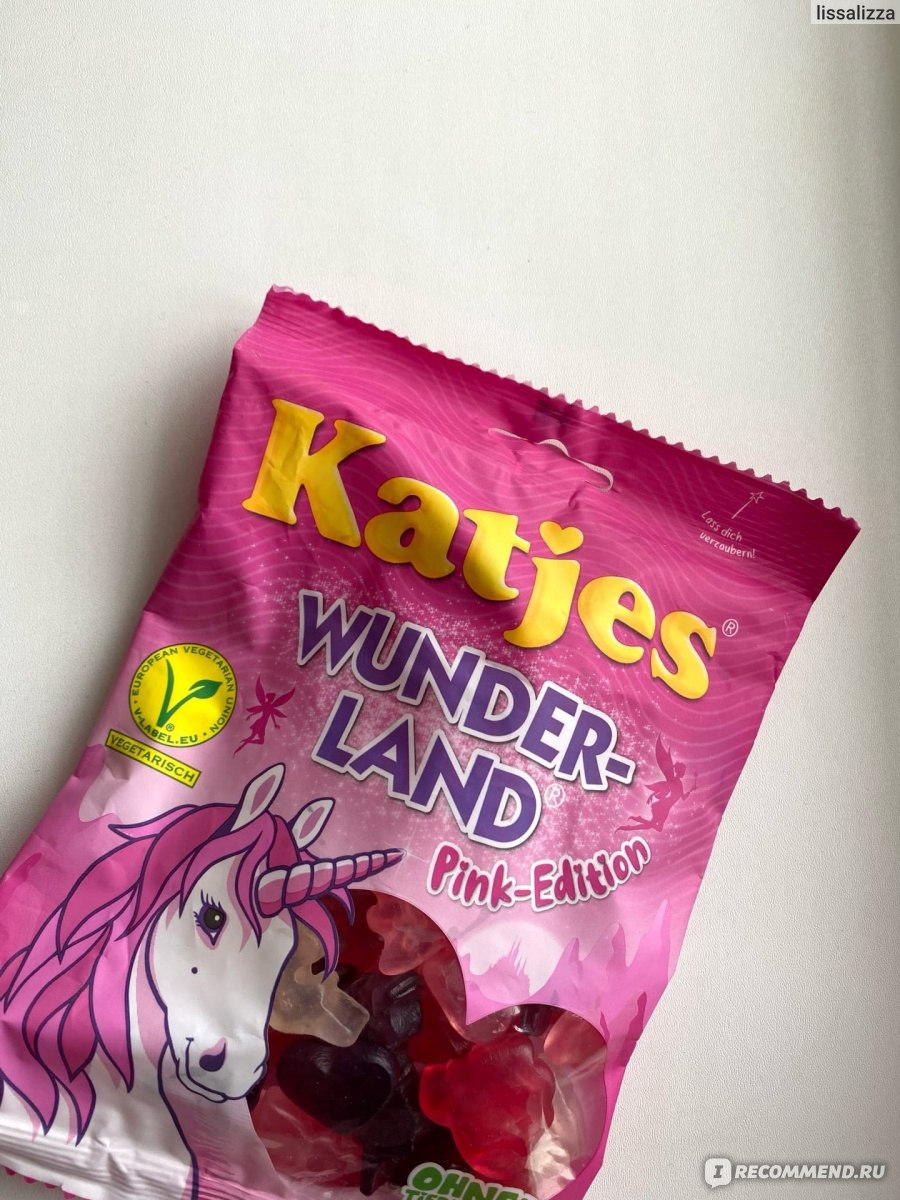 lissalizza
Katjes®
Lass dich
verzaubern!
WUNDER-
LAND®
Pink-Edition
EUROPEAN VEGETARIAN UNION
V-LABEL.EU
®
VEGETARISCH
OHNE
I RECOMMEND.RU